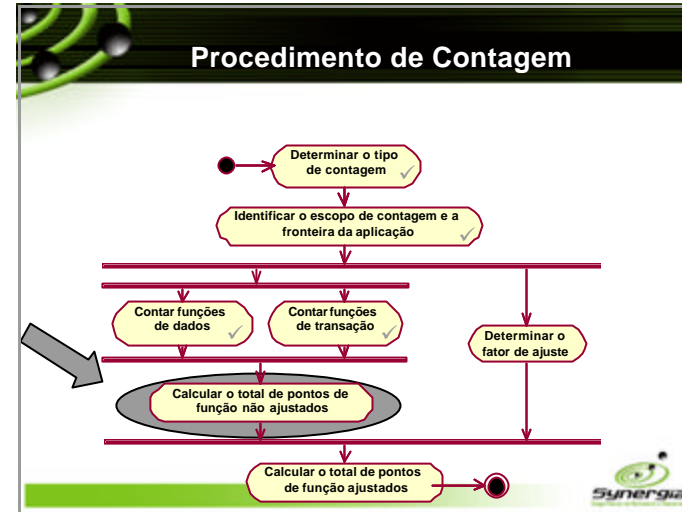 Procedimento de Contagem
Determinar o tipo
de contagem
Identificar o escopo de contagem e a
fronteira da aplicação
Contar funções
de dados
Contar funções
de transação
Determinar o
fator de ajuste
Calcular o total de pontos de
função não ajustados
Calcular o total de pontos
de função ajustados
Synergia